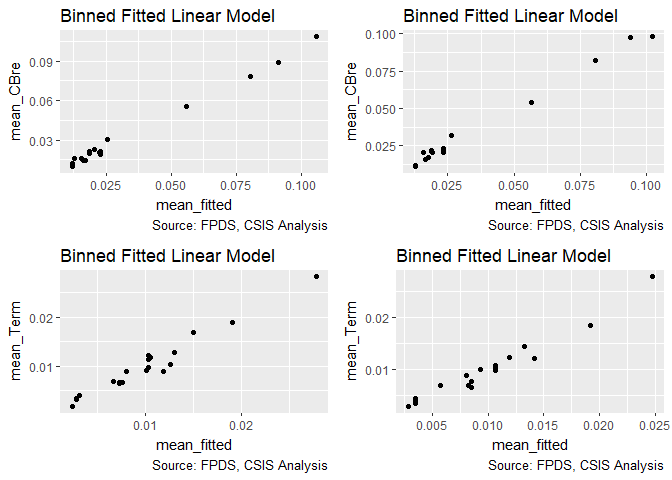 Binned Fitted Linear Model
mean_CBre
0.09
0.06
0.03
0.025
0.050
0.075
0.100
mean_fitted
Source: FPDS, CSIS Analysis
Binned Fitted Linear Model
mean_CBre
0.100
0.075
0.050
0.025
0.025
0.050
0.075
0.100
mean_fitted
Source: FPDS, CSIS Analysis
Binned Fitted Linear Model
mean_Term
0.02
0.01
0.01
0.02
mean_fitted
Source: FPDS, CSIS Analysis
Binned Fitted Linear Model
mean_Term
0.02
0.01
0.005
0.010
0.015
0.020
0.025
mean_fitted
Source: FPDS, CSIS Analysis